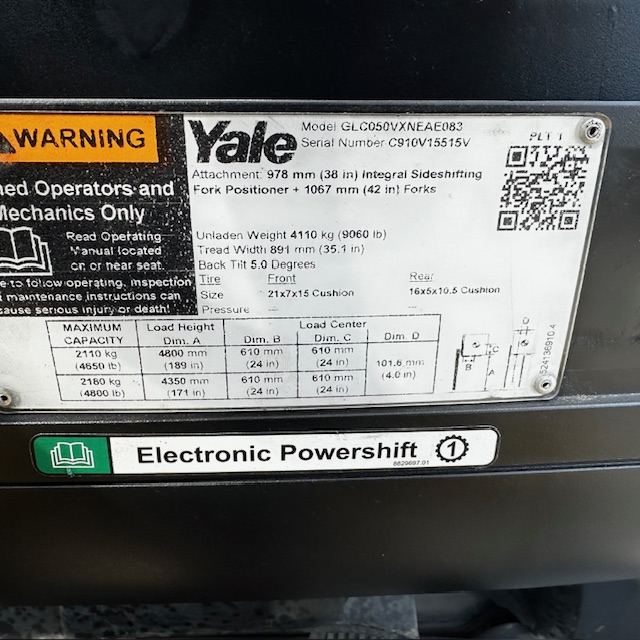 WARNING
ned Operators and
Mechanics Only
Read Operating
Manual located
on or near seat.
e to follow operating, inspection
maintenance instructions can
ause serious injury or death!
Yale
Model GLC050VXNEAE083
Serial Number C910V15515V
Attachment: 978 mm (38 in) Integral Sideshifting
Fork Positioner + 1067 mm (42 in) Forks
Unladen Weight 4110 kg (9060 lb)
Tread Width 891 mm (35.1 in)
Back Tilt 5.0 Degrees
Tire Front Rear
Size 21x7x15 Cushion 16x5x10.5 Cushion
Pressure — —
MAXIMUM CAPACITY Load Height Dim. A Load Center Dim. B Dim. C Dim. D
2110 kg 4800 mm 610 mm 610 mm 101.6 mm
(4650 lb) (189 in) (24 in) (24 in) (4.0 in)
2180 kg 4350 mm 610 mm 610 mm
(4800 lb) (171 in) (24 in) (24 in)
B C A D
Electronic Powershift 1
8829697.01